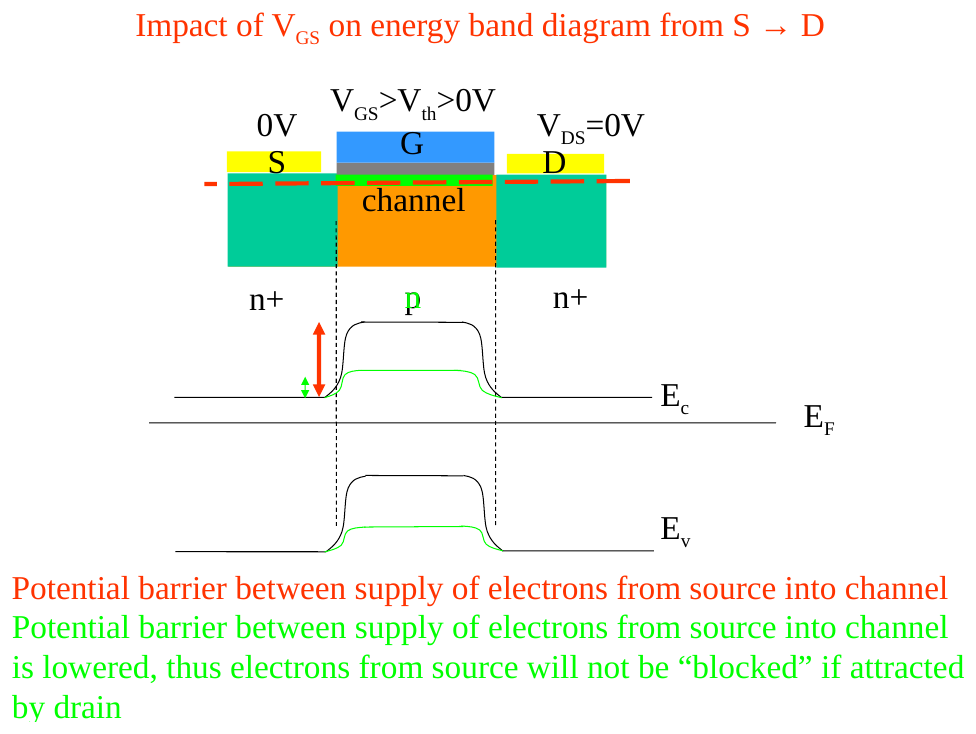 Impact of V_GS on energy band diagram from S → D
V_GS>V_th>0V
0V
V_DS=0V
G
S
D
channel
n+
p
n
n+
E_c
E_F
E_v
Potential barrier between supply of electrons from source into channel
Potential barrier between supply of electrons from source into channel
is lowered, thus electrons from source will not be “blocked” if attracted
by drain